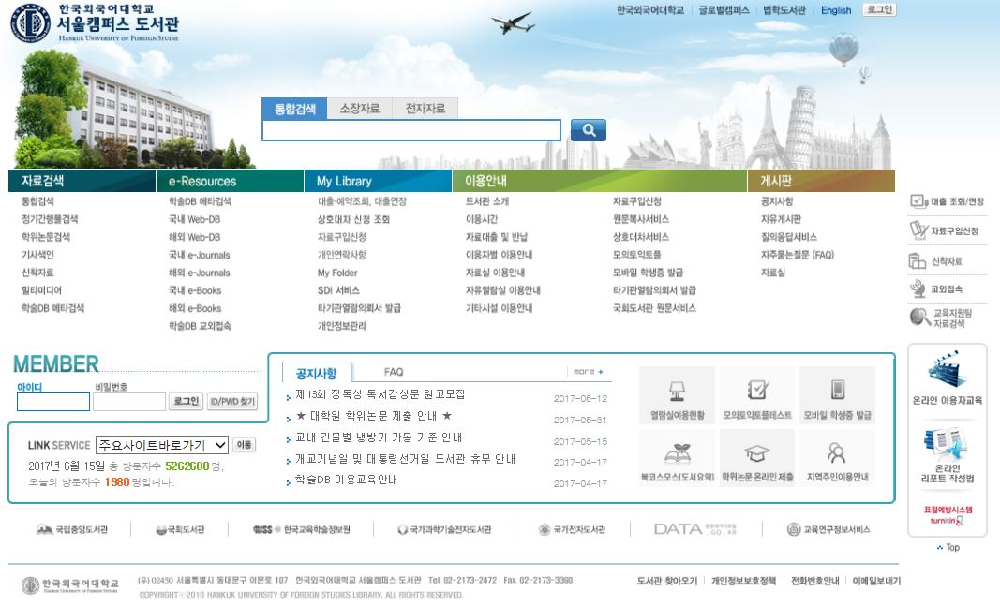 한국외국어대학교
서울캠퍼스 도서관
HANKUK UNIVERSITY OF FOREIGN STUDIE
한국외국어대학교 글로벌캠퍼스 법학도서관 English 로그인
통합검색 소장자료 전자자료
자료검색 e-Resources My Library 이용안내 게시판
통합검색 학술DB 메타검색 대출·예약조회, 대출연장 도서관 소개 자료구입신청 공지사항
정기간행물검색 국내 Web-DB 상호대차 신청 조회 이용시간 원문복사서비스 자유게시판
학위논문검색 해외 Web-DB 자료구입신청 자료대출 및 반납 상호대차서비스 질의응답서비스
기사색인 국내 e-Journals 개인연락사항 이용자별 이용안내 모의토익토플 자주묻는질문 (FAQ)
신착자료 해외 e-Journals My Folder 자료실 이용안내 모바일 학생증 발급 자료실
멀티미디어 국내 e-Books SDI 서비스 자유열람실 이용안내 타기관열람의뢰서 발급
학술DB 메타검색 해외 e-Books 타기관열람의뢰서 발급 기타시설 이용안내 국회도서관 원문서비스
학술DB 교외접속 개인정보관리
대출 조회/연장
자료구입신청
신착자료
교외접속
교육지원팀
자료검색
MEMBER
아이디 비밀번호
로그인 ID/PWD 찾기
LINK SERVICE 주요사이트바로가기 이동
2017년 6월 15일 총 방문자수 5262688 명,
오늘의 방문자수 1980 명입니다.
공지사항 FAQ more +
제13회 정독상 독서감상문 원고모집 2017-06-12
★ 대학원 학위논문 제출 안내 ★ 2017-05-31
교내 건물별 냉방기 가동 기준 안내 2017-05-15
개교기념일 및 대통령선거일 도서관 휴무 안내 2017-04-17
학술DB 이용교육안내 2017-04-17
열람실이용현황 모의토익토플테스트 모바일 학생증 발급
북코스모스(도서요약) 학위논문 온라인 제출 지역주민이용안내
온라인 이용자교육
온라인
리포트 작성법
표절예방시스템
turnitin
Top
국립중앙도서관 국회도서관 RISS 한국교육학술정보원 국가과학기술전자도서관 국가전자도서관 DATA .GO.KR 교육연구정보서비스
한국외국어대학교
(우) 02450 서울특별시 동대문구 이문로 107 한국외국어대학교 서울캠퍼스 도서관 Tel. 02-2173-2472 Fax. 02-2173-3390
COPYRIGHT© 2010 HANKUK UNIVERSITY OF FOREIGN STUDIES LIBRARY. ALL RIGHTS RESERVED.
도서관 찾아오기 개인정보보호정책 전화번호안내 이메일보내기